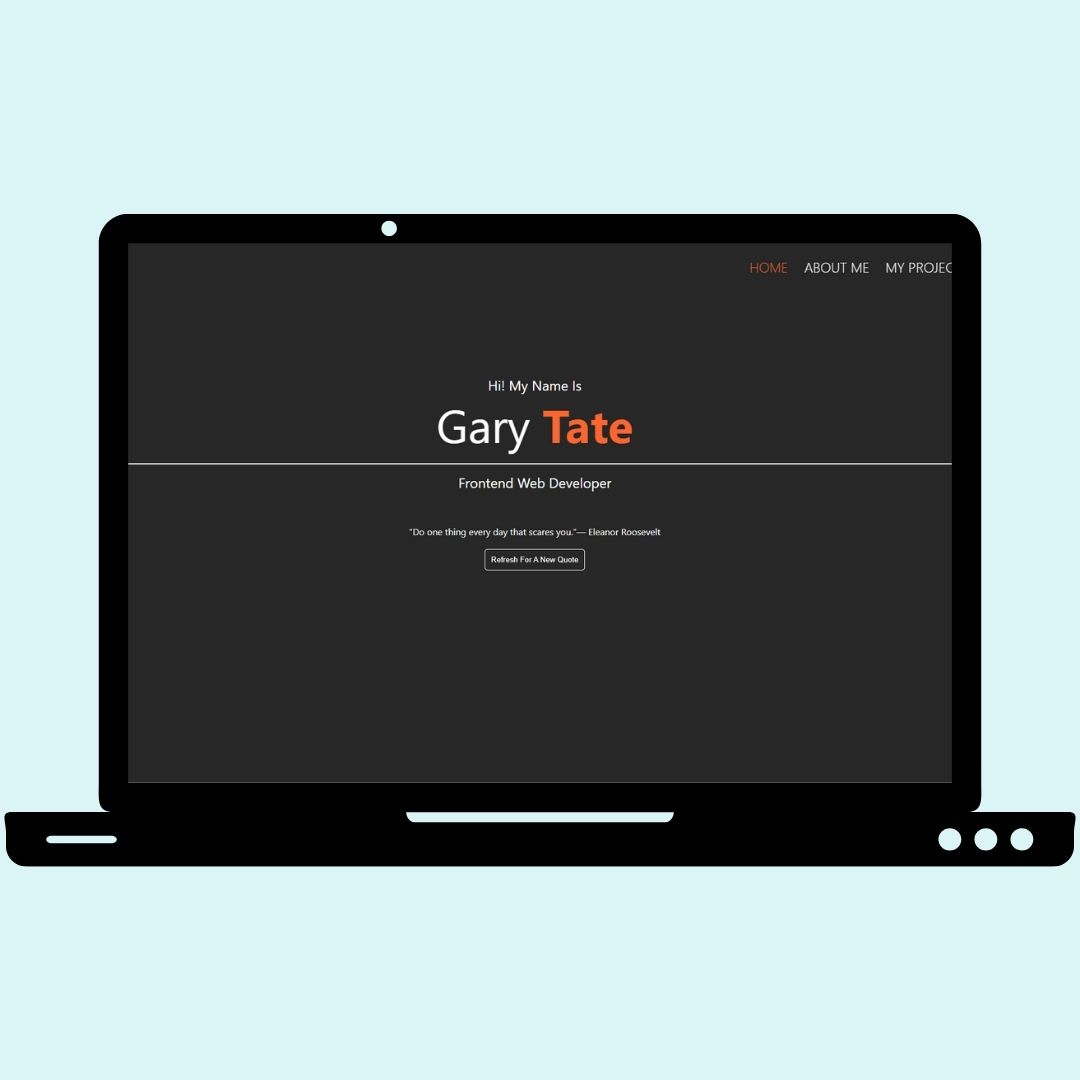 HOME ABOUT ME MY PROJEC
Hi! My Name Is
Gary Tate
Frontend Web Developer
"Do one thing every day that scares you."— Eleanor Roosevelt
Refresh For A New Quote